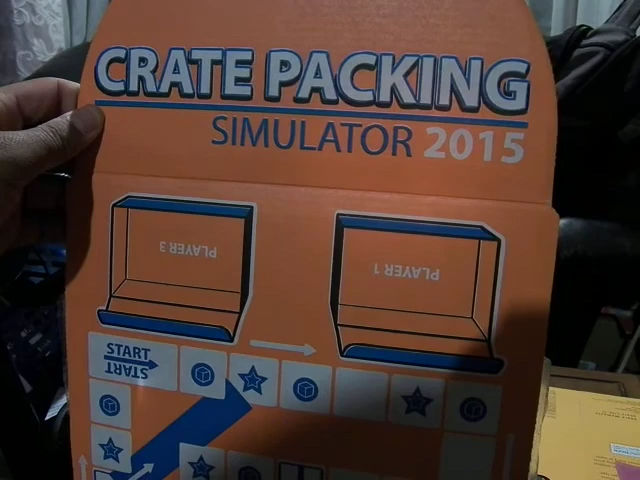 CRATE PACKING
SIMULATOR 2015
PLAYER 3
PLAYER 1
START
START